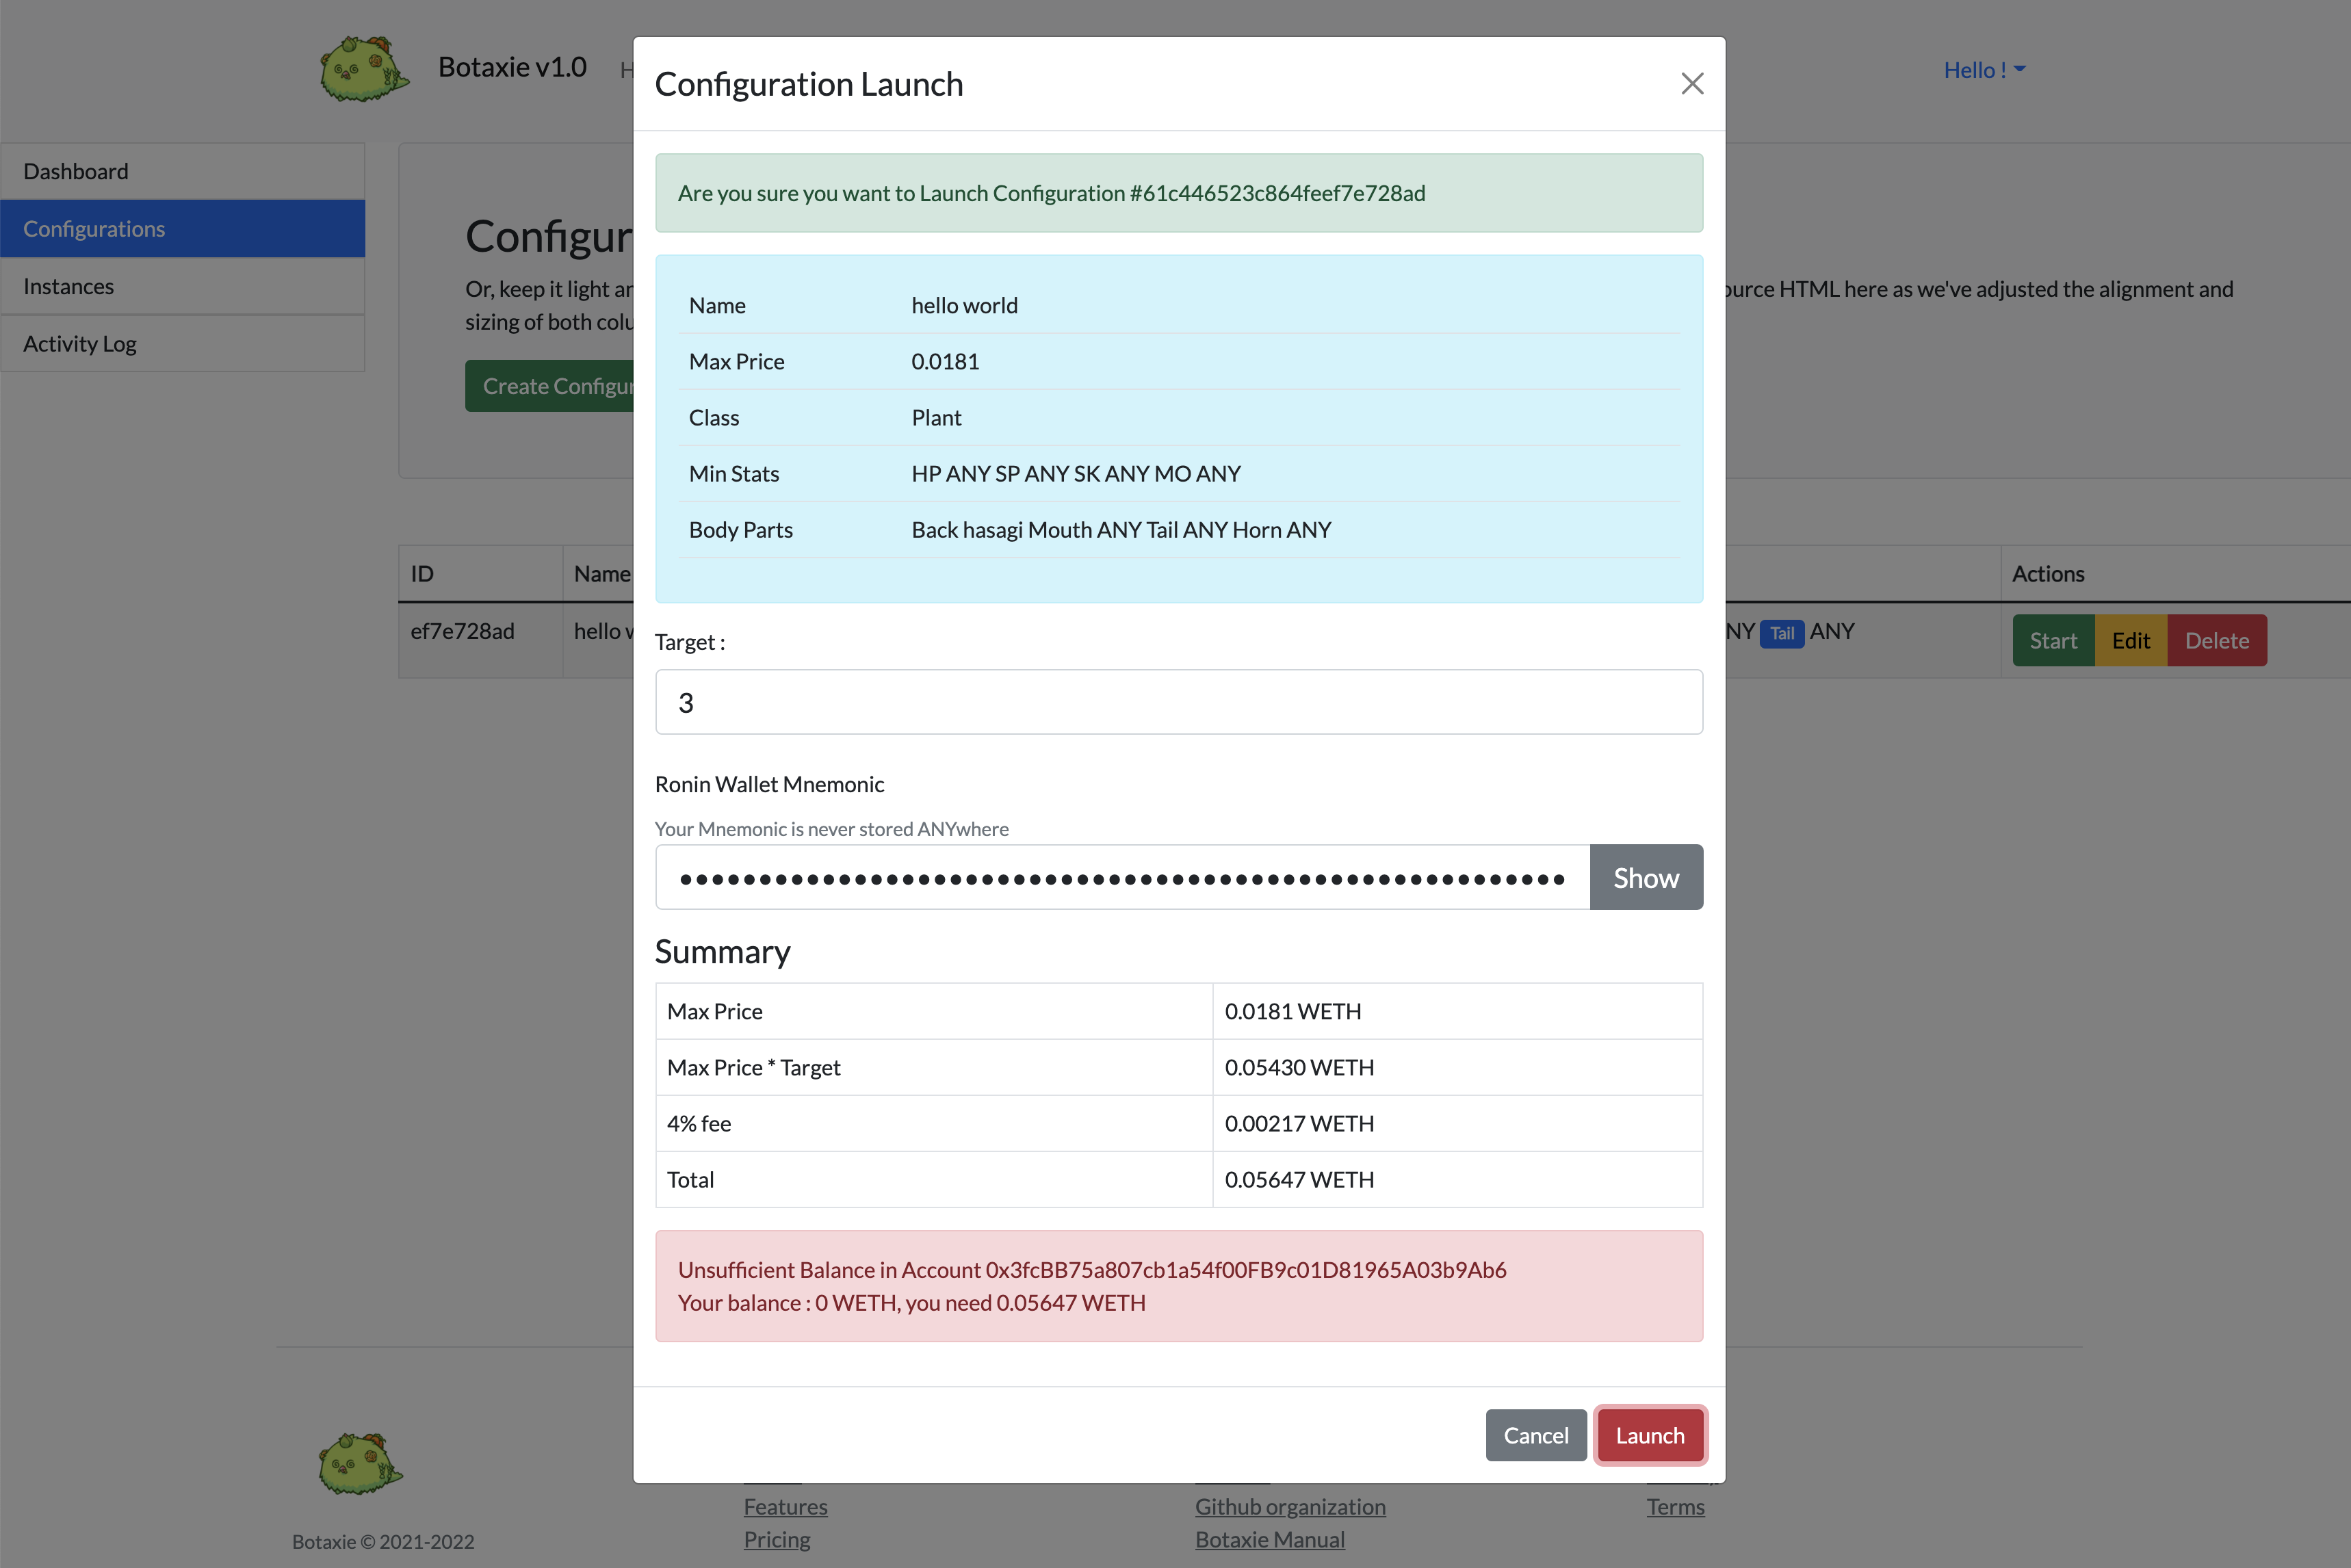 Botaxie v1.0
Hello !
Dashboard
Configurations
Instances
Activity Log
Or, keep it light
ource HTML here as we've adjusted the alignment and
sizing of both
ID
Name
Actions
ef7e728ad
hello
NY Tail ANY
Start
Edit
Delete
Configuration Launch
Are you sure you want to Launch Configuration #61c446523c864feef7e728ad
Name hello world
Max Price 0.0181
Class Plant
Min Stats HP ANY SP ANY SK ANY MO ANY
Body Parts Back hasagi Mouth ANY Tail ANY Horn ANY
Target :
3
Ronin Wallet Mnemonic
Your Mnemonic is never stored ANYwhere
Show
Summary
Max Price 0.0181 WETH
Max Price * Target 0.05430 WETH
4% fee 0.00217 WETH
Total 0.05647 WETH
Unsufficient Balance in Account 0x3fcBB75a807cb1a54f00FB9c01D81965A03b9Ab6
Your balance : 0 WETH, you need 0.05647 WETH
Cancel
Launch
Botaxie © 2021-2022
Features
Pricing
Github organization
Botaxie Manual
Terms